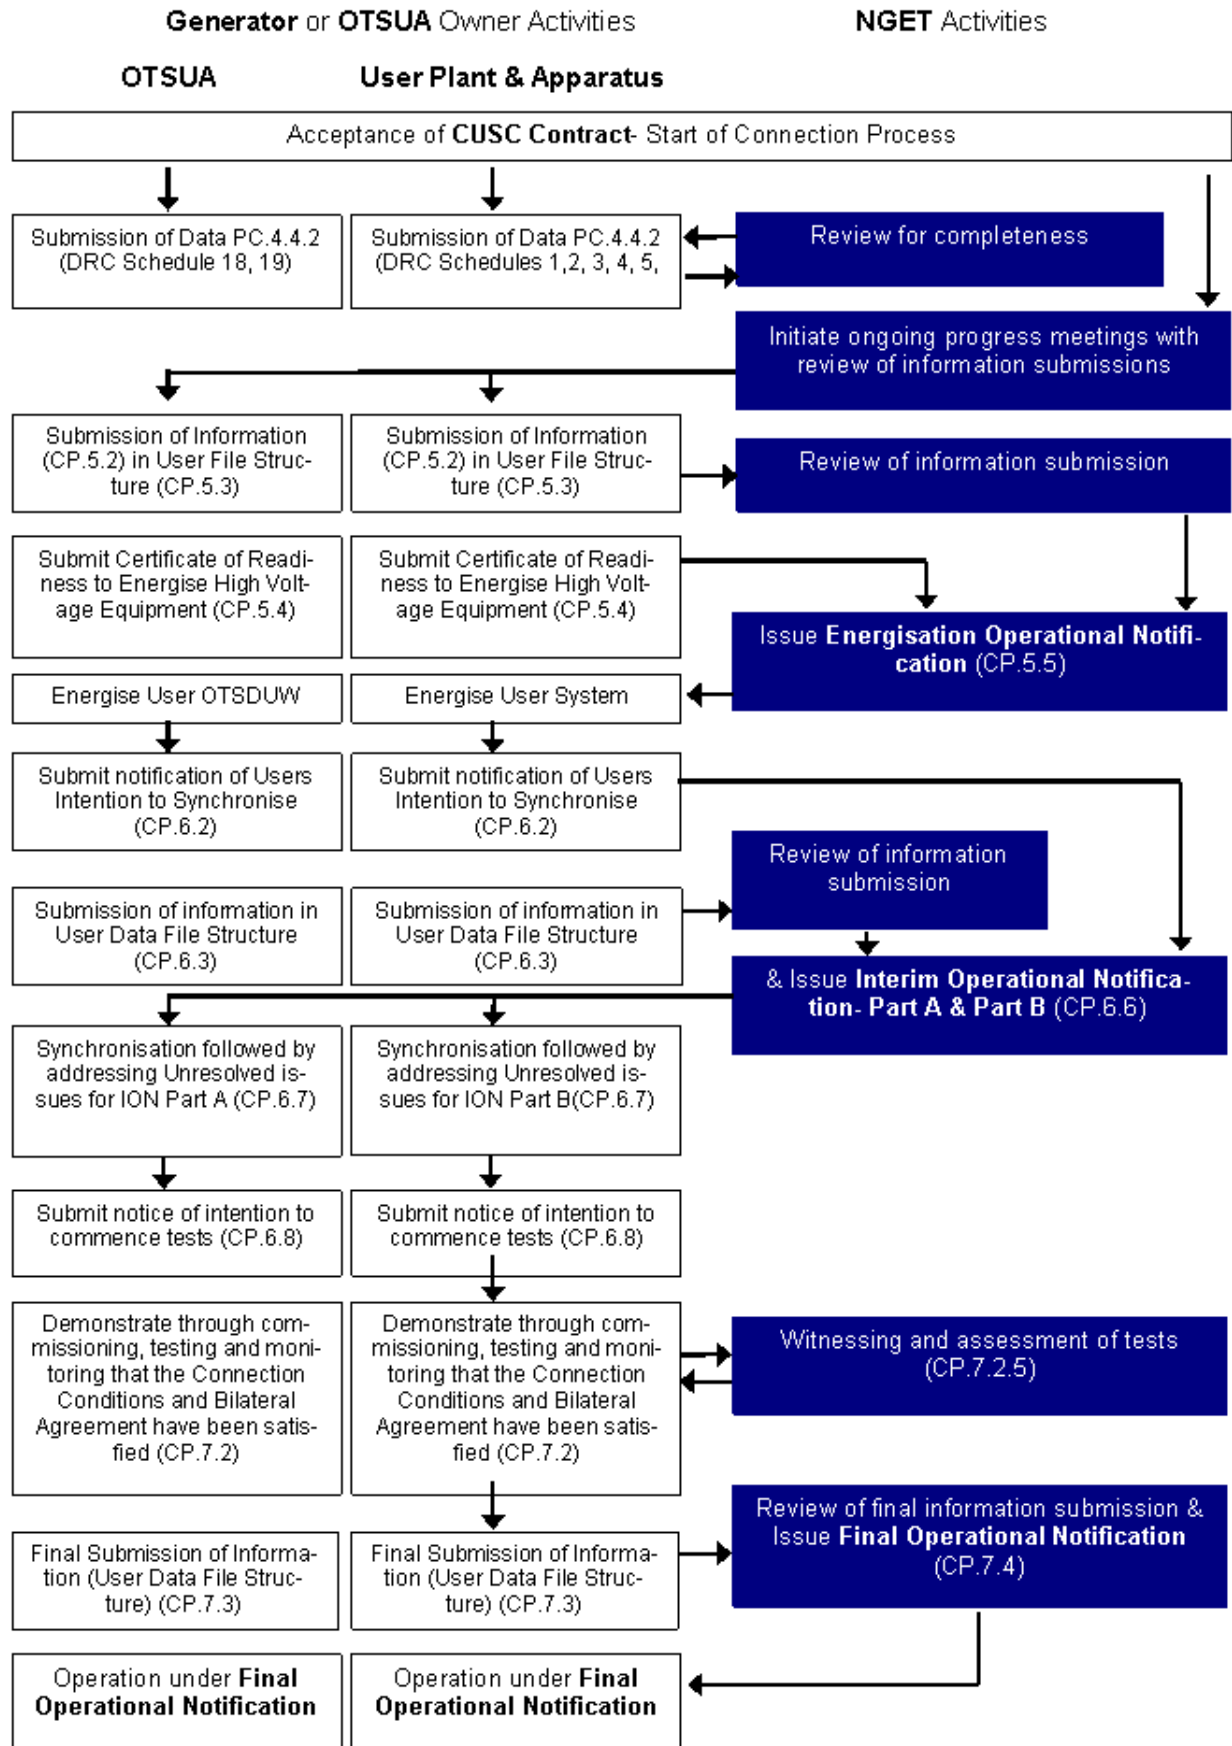 Generator or OTSUA Owner Activities
NGET Activities
OTSUA
User Plant & Apparatus
Acceptance of CUSC Contract- Start of Connection Process
Submission of Data PC.4.4.2
(DRC Schedule 18, 19)
Submission of Data PC.4.4.2
(DRC Schedules 1,2, 3, 4, 5,
Review for completeness
Initiate ongoing progress meetings with
review of information submissions
Submission of Information
(CP.5.2) in User File Struc-
ture (CP.5.3)
Submission of Information
(CP.5.2) in User File Struc-
ture (CP.5.3)
Review of information submission
Submit Certificate of Readi-
ness to Energise High Volt-
age Equipment (CP.5.4)
Submit Certificate of Readi-
ness to Energise High Volt-
age Equipment (CP.5.4)
Issue Energisation Operational Notifi-
cation (CP.5.5)
Energise User OTSDUW
Energise User System
Submit notification of Users
Intention to Synchronise
(CP.6.2)
Submit notification of Users
Intention to Synchronise
(CP.6.2)
Review of information
submission
Submission of information in
User Data File Structure
(CP.6.3)
Submission of information in
User Data File Structure
(CP.6.3)
& Issue Interim Operational Notifica-
tion- Part A & Part B (CP.6.6)
Synchronisation followed by
addressing Unresolved is-
sues for ION Part A (CP.6.7)
Synchronisation followed by
addressing Unresolved is-
sues for ION Part B(CP.6.7)
Submit notice of intention to
commence tests (CP.6.8)
Submit notice of intention to
commence tests (CP.6.8)
Demonstrate through com-
missioning, testing and mon-
itoring that the Connection
Conditions and Bilateral
Agreement have been satis-
fied (CP.7.2)
Demonstrate through com-
missioning, testing and mon-
itoring that the Connection
Conditions and Bilateral
Agreement have been satis-
fied (CP.7.2)
Witnessing and assessment of tests
(CP.7.2.5)
Review of final information submission &
Issue Final Operational Notification
(CP.7.4)
Final Submission of Informa-
tion (User Data File Struc-
ture) (CP.7.3)
Final Submission of Informa-
tion (User Data File Struc-
ture) (CP.7.3)
Operation under Final
Operational Notification
Operation under Final
Operational Notification